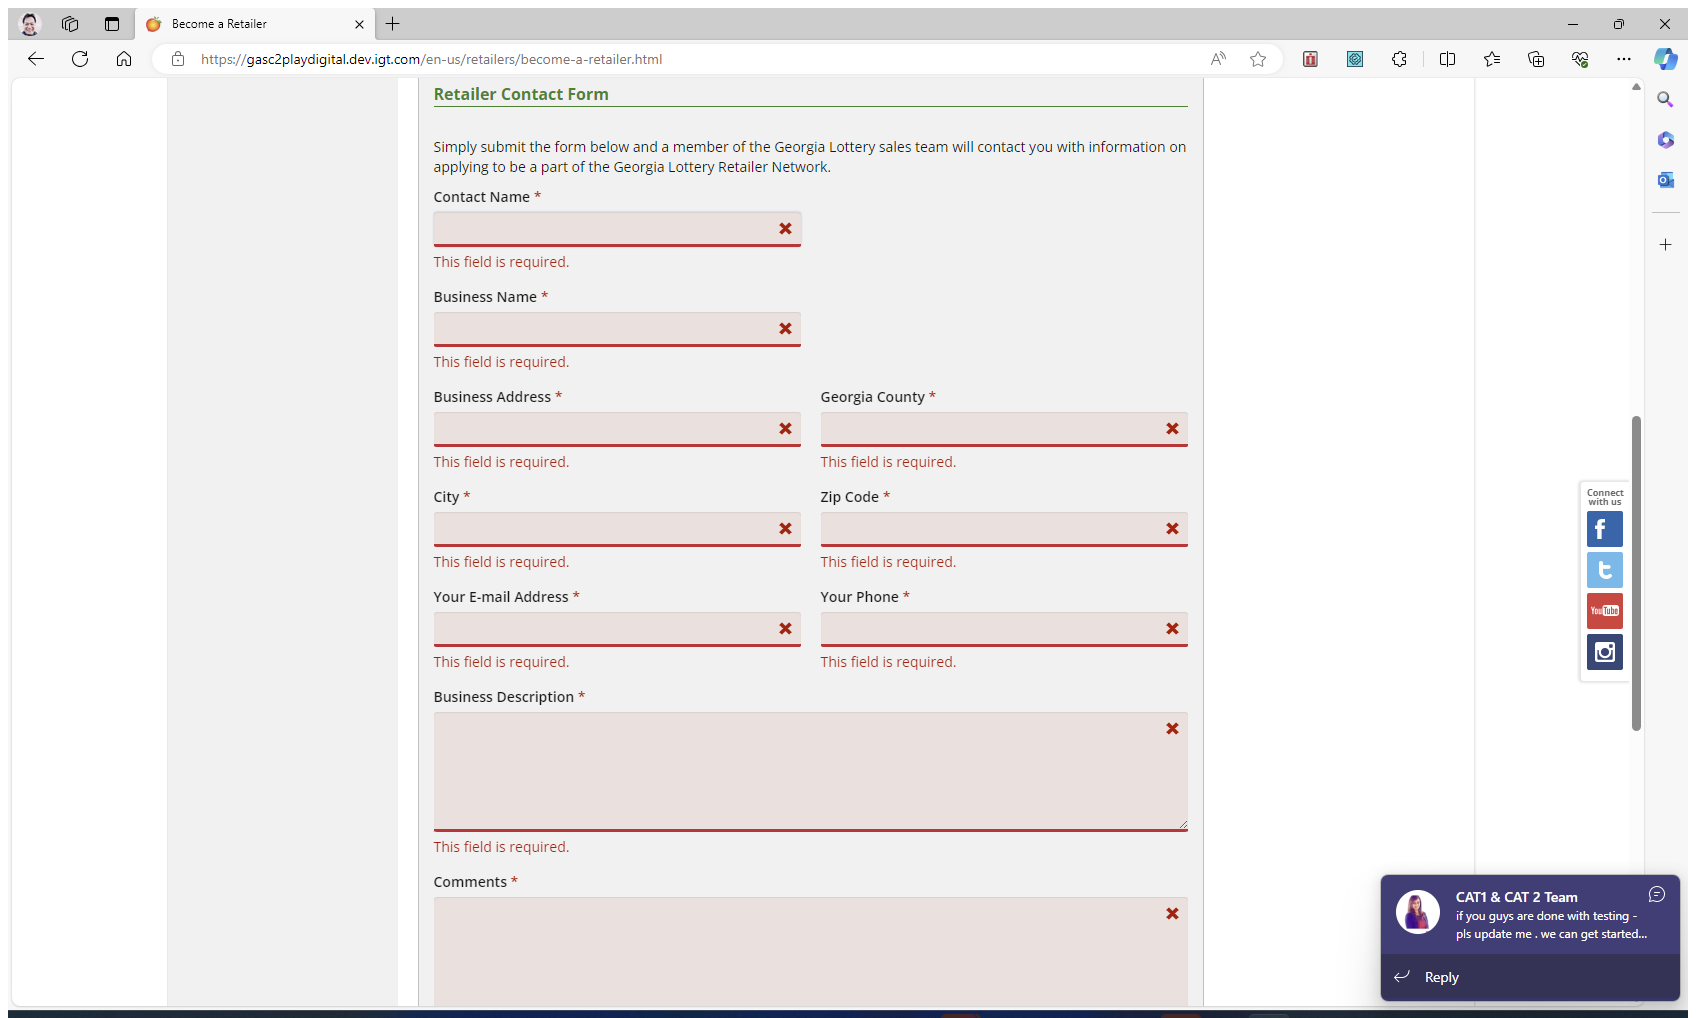 Become a Retailer
https://gasc2playdigital.dev.igt.com/en-us/retailers/become-a-retailer.html
Retailer Contact Form
Simply submit the form below and a member of the Georgia Lottery sales team will contact you with information on
applying to be a part of the Georgia Lottery Retailer Network.
Contact Name *
This field is required.
Business Name *
This field is required.
Business Address * Georgia County *
This field is required. This field is required.
City * Zip Code *
This field is required. This field is required.
Your E-mail Address * Your Phone *
This field is required. This field is required.
Business Description *
This field is required.
Comments *
Connect
with us
f
t
YouTube
CAT1 & CAT 2 Team
if you guys are done with testing -
pls update me . we can get started...
Reply